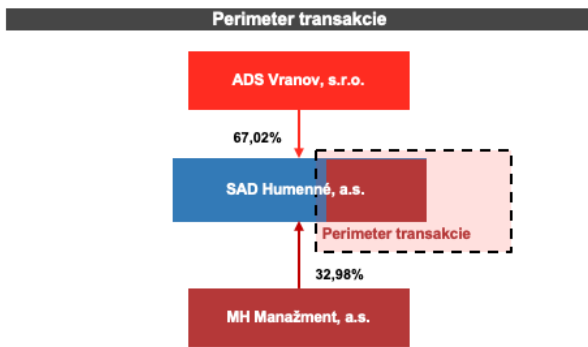 Perimeter transakcie
ADS Vranov, s.r.o.
67,02%
SAD Humenné, a.s.
Perimeter transakcie
32,98%
MH Manažment, a.s.